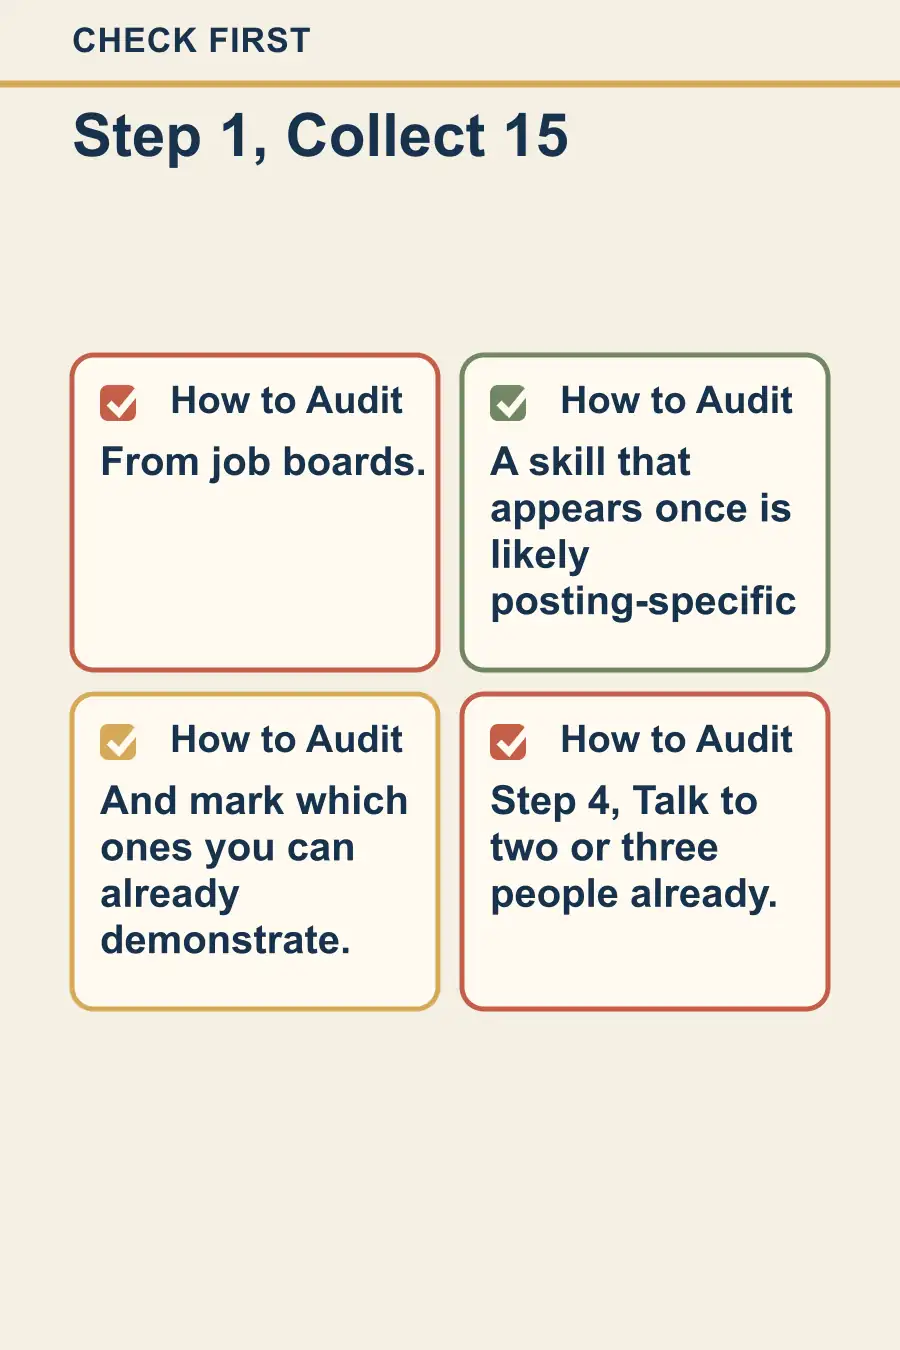 CHECK FIRST
Step 1, Collect 15
How to Audit
From job boards.
How to Audit
A skill that
appears once is
likely
posting-specific
How to Audit
And mark which
ones you can
already
demonstrate.
How to Audit
Step 4, Talk to
two or three
people already.